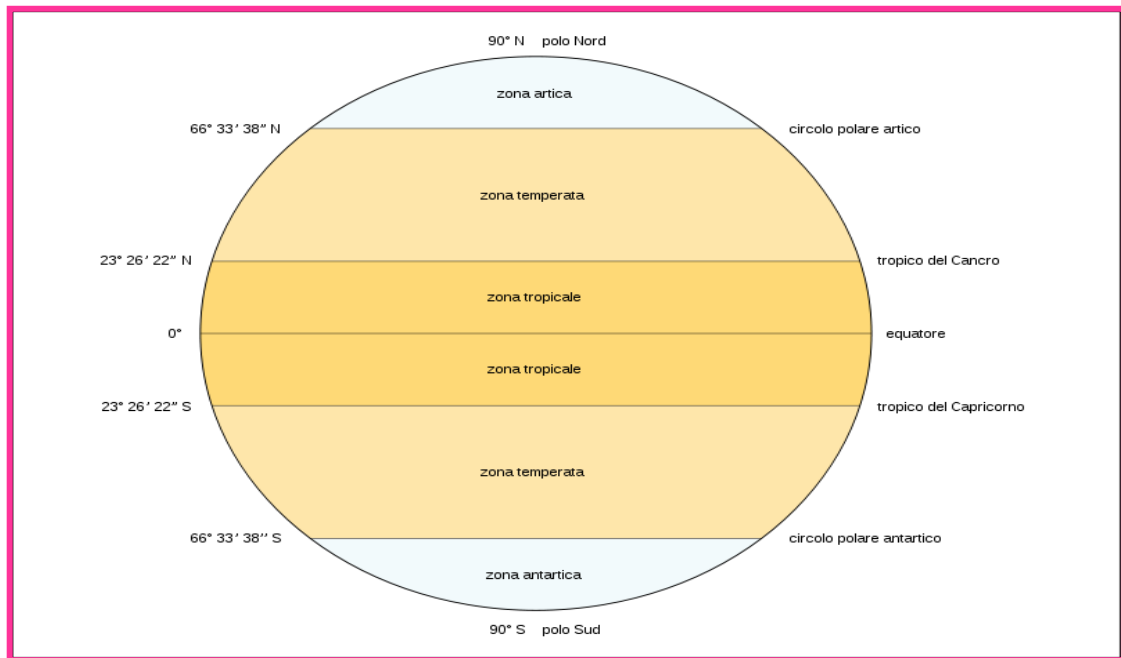 90° N polo Nord
zona artica
66° 33’ 38” N
circolo polare artico
zona temperata
23° 26’ 22” N
tropico del Cancro
zona tropicale
0°
equatore
zona tropicale
23° 26’ 22” S
tropico del Capricorno
zona temperata
66° 33’ 38’’ S
circolo polare antartico
zona antartica
90° S polo Sud